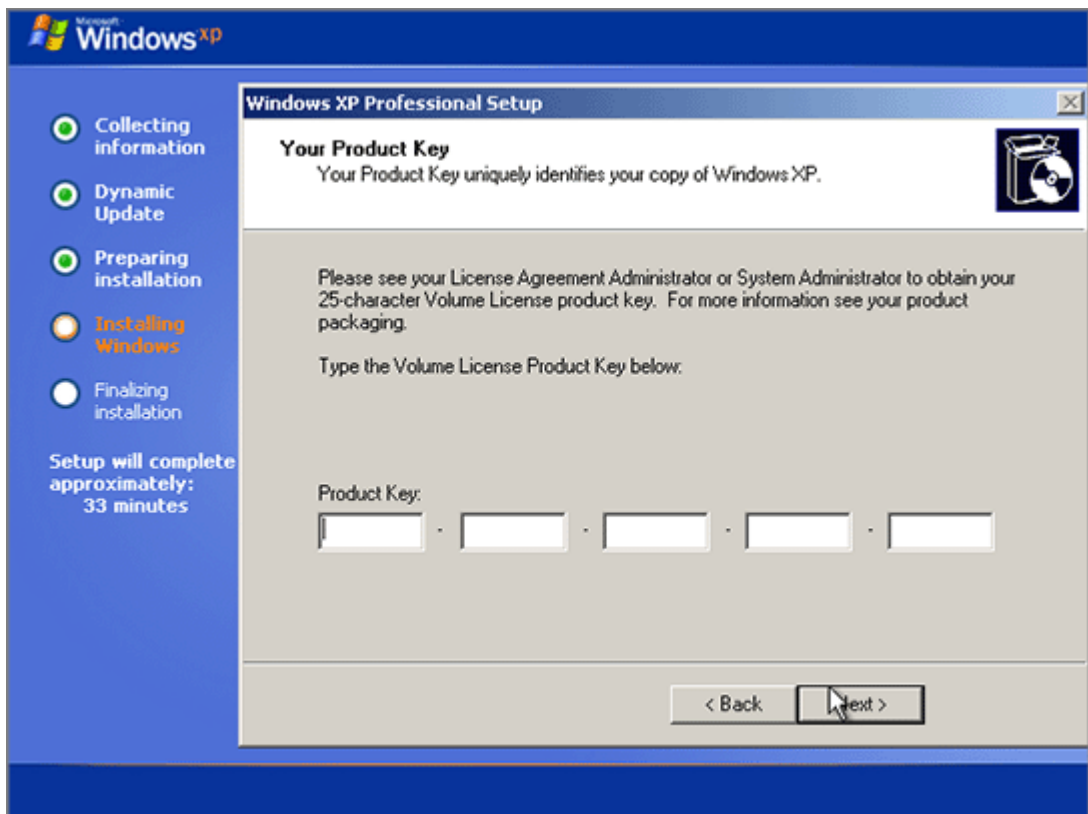 Microsoft
Windows xp
Collecting
information
Dynamic
Update
Preparing
installation
Installing
Windows
Finalizing
installation
Setup will complete
approximately:
33 minutes
Windows XP Professional Setup
Your Product Key
Your Product Key uniquely identifies your copy of Windows XP.
Please see your License Agreement Administrator or System Administrator to obtain your
25-character Volume License product key. For more information see your product
packaging.
Type the Volume License Product Key below:
Product Key:
- - - -
< Back
Next >